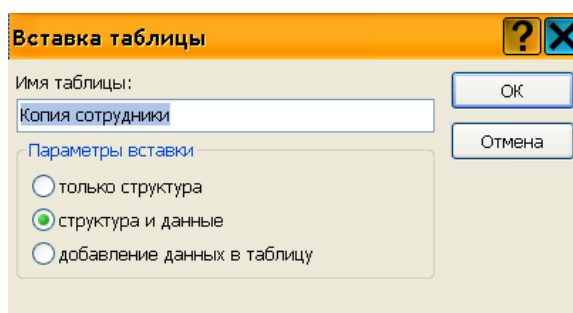 Вставка таблицы
?
Имя таблицы:
ОК
Копия сотрудники
Отмена
Параметры вставки
только структура
структура и данные
добавление данных в таблицу